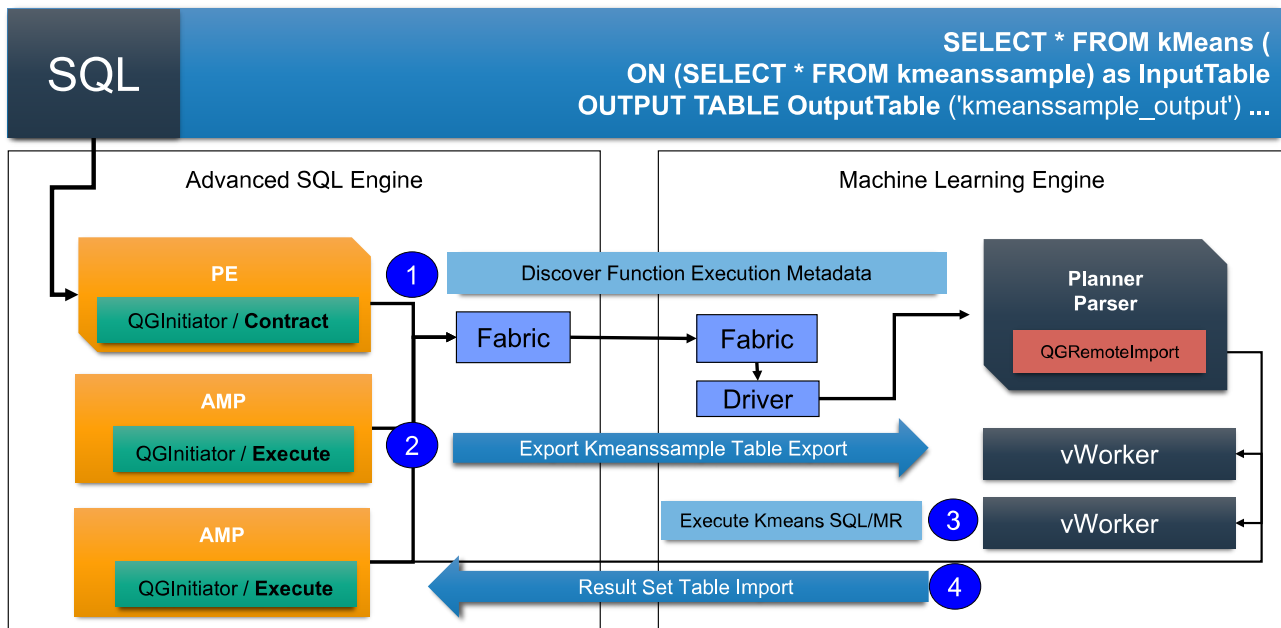 SQL
SELECT * FROM kMeans (
ON (SELECT * FROM kmeanssample) as InputTable
OUTPUT TABLE OutputTable ('kmeanssample_output') ...
Advanced SQL Engine
Machine Learning Engine
PE
QGInitiator / Contract
1
Discover Function Execution Metadata
Planner
Parser
QGRemoteImport
Fabric
Fabric
Driver
AMP
QGInitiator / Execute
2
Export Kmeanssample Table Export
vWorker
Execute Kmeans SQL/MR
3
vWorker
AMP
QGInitiator / Execute
Result Set Table Import
4